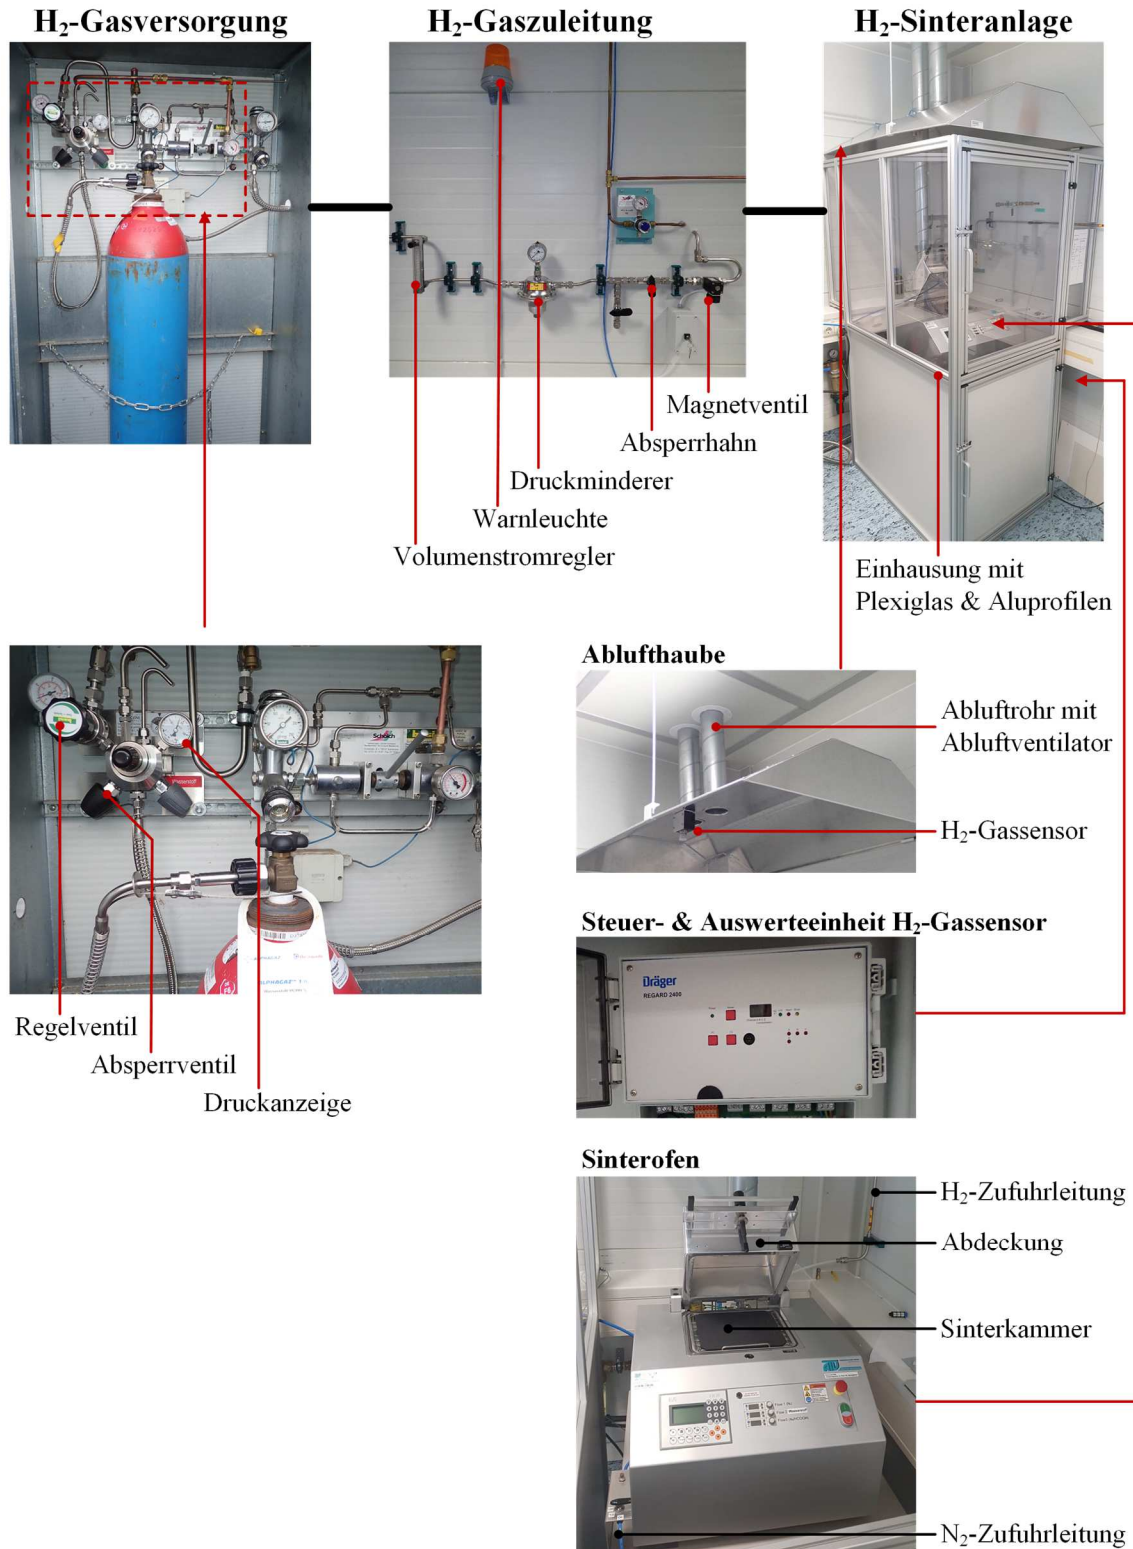 H₂-Gasversorgung
H₂-Gaszuleitung
H₂-Sinteranlage
Magnetventil
Absperrhahn
Druckminderer
Warnleuchte
Volumenstromregler
Einhausung mit
Plexiglas & Aluprofilen
Ablufthaube
Abluftrohr mit
Abluftventilator
H₂-Gassensor
Regelventil
Absperrventil
Druckanzeige
Steuer- & Auswerteeinheit H₂-Gassensor
Dräger
REGARD 2400
Sinterofen
H₂-Zufuhrleitung
Abdeckung
Sinterkammer
N₂-Zufuhrleitung